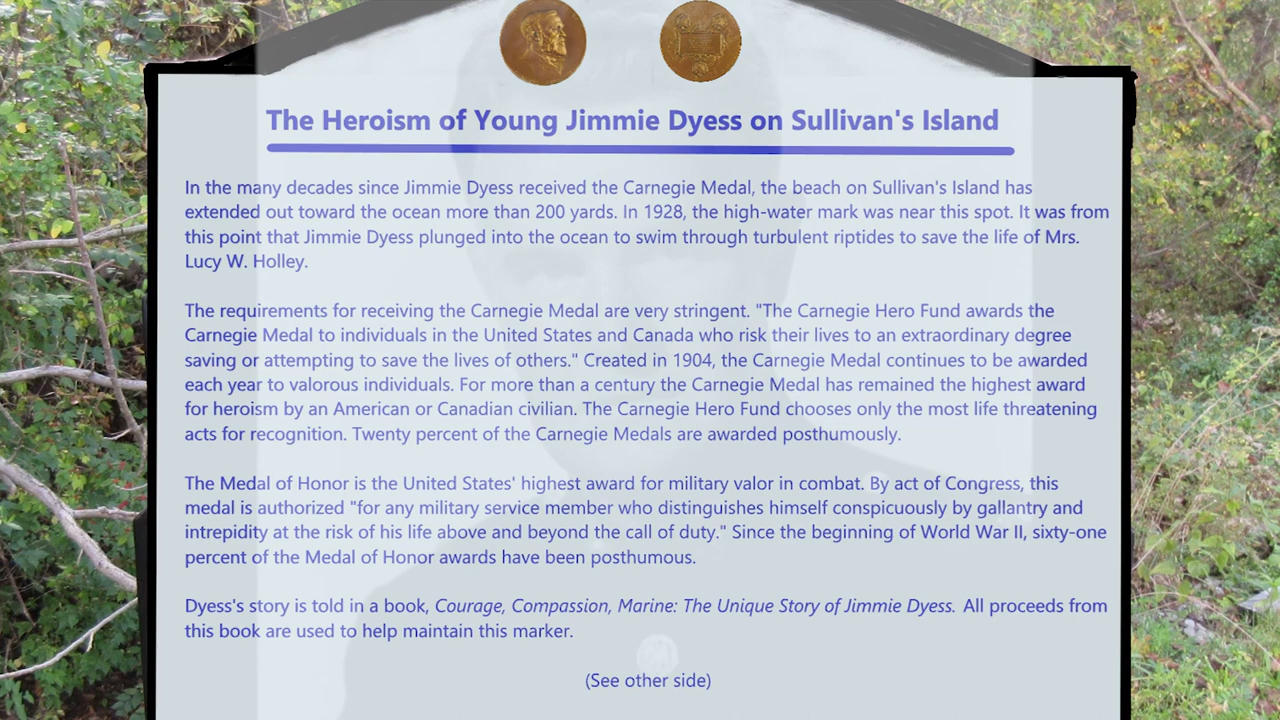 The Heroism of Young Jimmie Dyess on Sullivan's Island
In the many decades since Jimmie Dyess received the Carnegie Medal, the beach on Sullivan's Island has
extended out toward the ocean more than 200 yards. In 1928, the high-water mark was near this spot. It was from
this point that Jimmie Dyess plunged into the ocean to swim through turbulent riptides to save the life of Mrs.
Lucy W. Holley.
The requirements for receiving the Carnegie Medal are very stringent. "The Carnegie Hero Fund awards the
Carnegie Medal to individuals in the United States and Canada who risk their lives to an extraordinary degree
saving or attempting to save the lives of others." Created in 1904, the Carnegie Medal continues to be awarded
each year to valorous individuals. For more than a century the Carnegie Medal has remained the highest award
for heroism by an American or Canadian civilian. The Carnegie Hero Fund chooses only the most life threatening
acts for recognition. Twenty percent of the Carnegie Medals are awarded posthumously.
The Medal of Honor is the United States' highest award for military valor in combat. By act of Congress, this
medal is authorized "for any military service member who distinguishes himself conspicuously by gallantry and
intrepidity at the risk of his life above and beyond the call of duty." Since the beginning of World War II, sixty-one
percent of the Medal of Honor awards have been posthumous.
Dyess's story is told in a book, Courage, Compassion, Marine: The Unique Story of Jimmie Dyess. All proceeds from
this book are used to help maintain this marker.
(See other side)